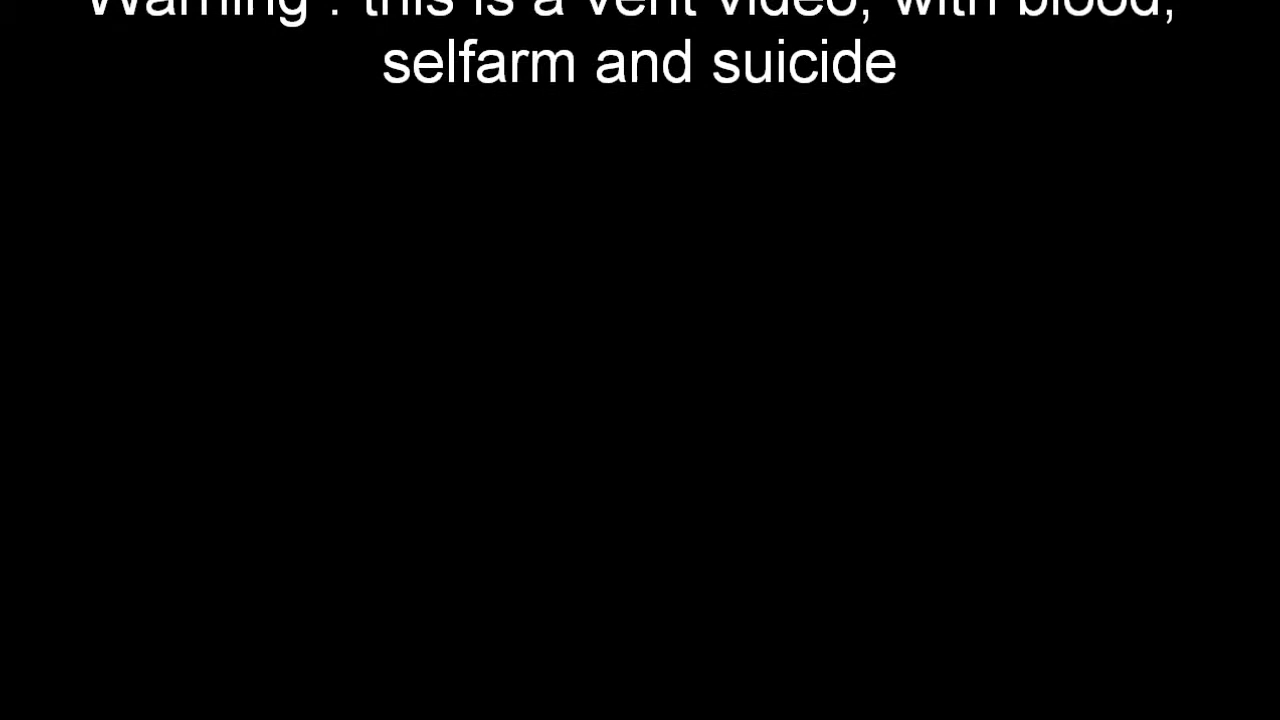 Warning : this is a vent video, with blood,
selfarm and suicide